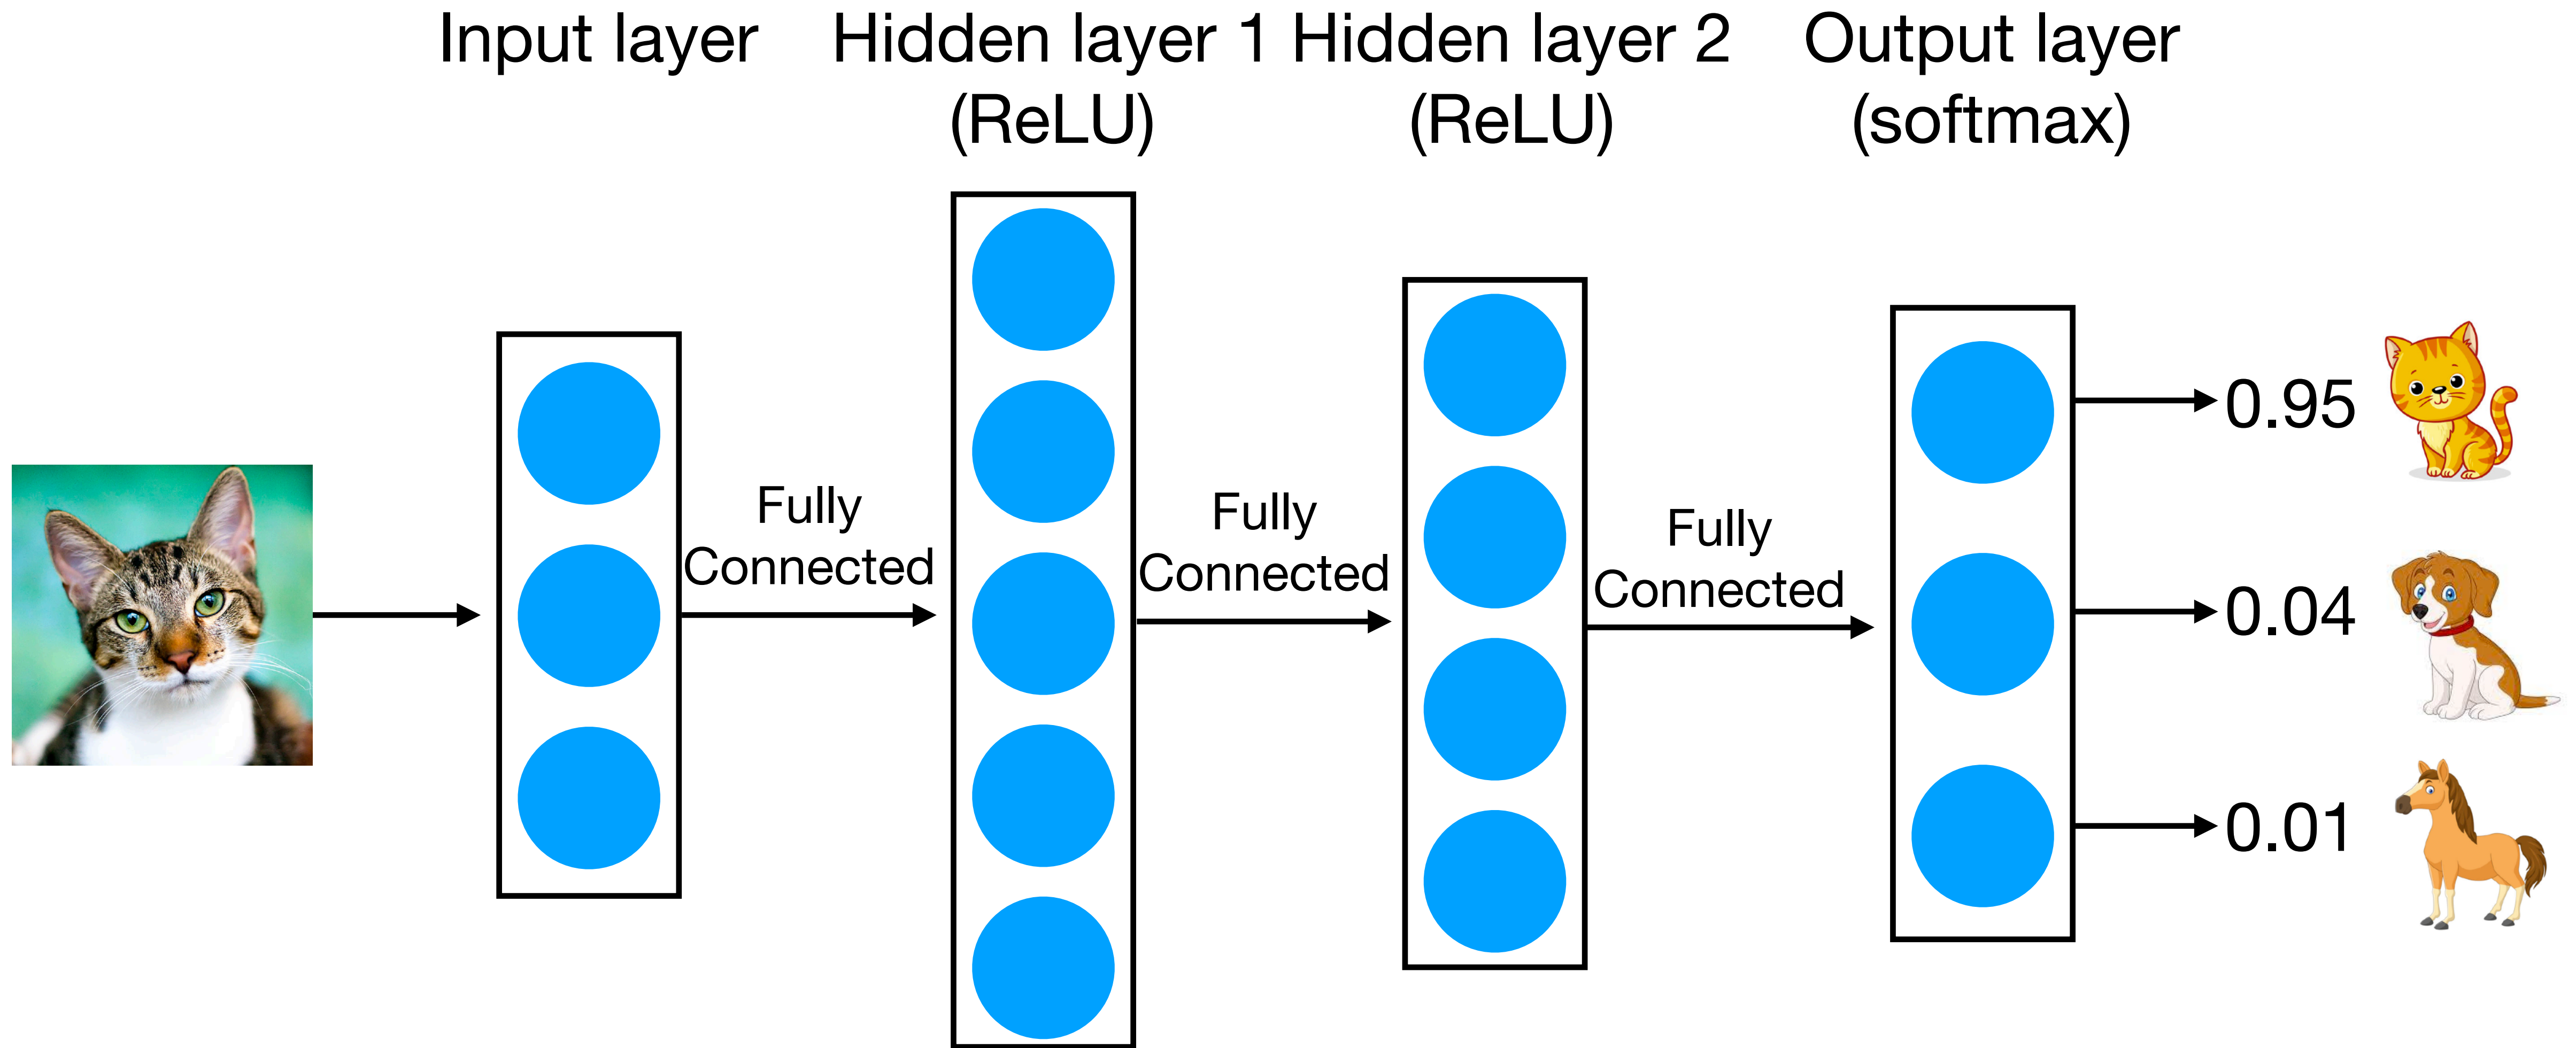 Input layer
Hidden layer 1
(ReLU)
Hidden layer 2
(ReLU)
Output layer
(softmax)
Fully
Connected
Fully
Connected
Fully
Connected
0.95
0.04
0.01